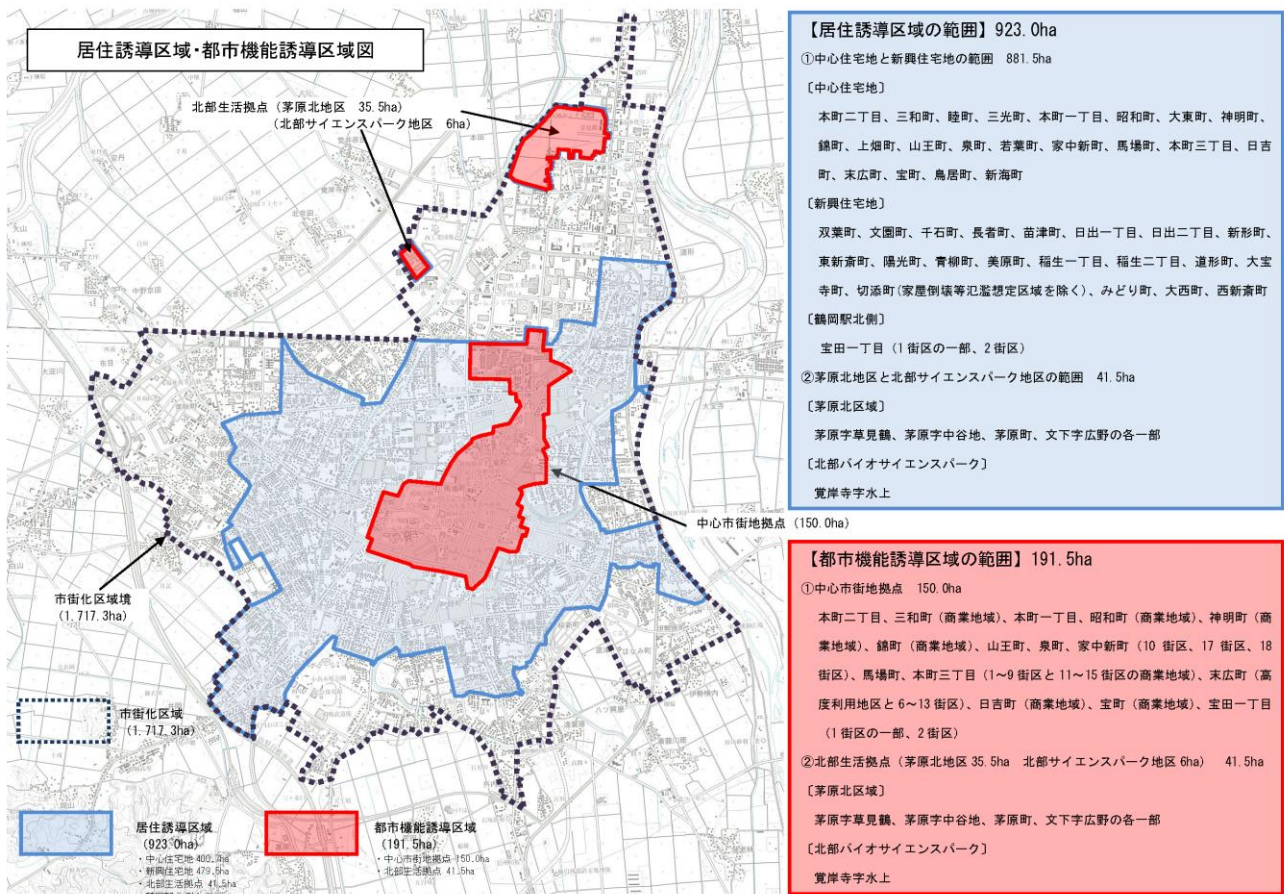 居住誘導区域・都市機能誘導区域図
北部生活拠点（茅原北地区 35.5ha）
（北部サイエンスパーク地区 6ha）
中心市街地拠点（150.0ha）
市街化区域境
（1,717.3ha）
市街化区域
（1,717.3ha）
居住誘導区域
（923.0ha）
・中心住宅地
・新興住宅地 479.5ha
・北部生活拠点 41.5ha
都市機能誘導区域
（191.5ha）
・中心市街地拠点 150.0ha
・北部生活拠点 41.5ha
【居住誘導区域の範囲】923.0ha
①中心住宅地と新興住宅地の範囲 881.5ha
〔中心住宅地〕
本町二丁目、三和町、睦町、三光町、本町一丁目、昭和町、大東町、神明町、
錦町、上畑町、山王町、泉町、若葉町、家中新町、馬場町、本町三丁目、日吉
町、末広町、宝町、鳥居町、新海町
〔新興住宅地〕
双葉町、文園町、千石町、長者町、苗津町、日出一丁目、日出二丁目、新形町、
東新斎町、陽光町、青柳町、美原町、稲生一丁目、稲生二丁目、道形町、大宝
寺町、切添町(家屋倒壊等氾濫想定区域を除く)、みどり町、大西町、西新斎町
〔鶴岡駅北側〕
宝田一丁目（1街区の一部、2街区）
②茅原北地区と北部サイエンスパーク地区の範囲 41.5ha
〔茅原北区域〕
茅原字草見鶴、茅原字中谷地、茅原町、文下字広野の各一部
〔北部バイオサイエンスパーク〕
覚岸寺字水上
【都市機能誘導区域の範囲】191.5ha
①中心市街地拠点 150.0ha
本町二丁目、三和町（商業地域）、本町一丁目、昭和町（商業地域）、神明町（商
業地域）、錦町（商業地域）、山王町、泉町、家中新町（10 街区、17 街区、18
街区）、馬場町、本町三丁目（1～9 街区と 11～15 街区の商業地域）、末広町（高
度利用地区と 6～13 街区）、日吉町（商業地域）、宝町（商業地域）、宝田一丁目
（1 街区の一部、2 街区）
②北部生活拠点（茅原北地区 35.5ha 北部サイエンスパーク地区 6ha） 41.5ha
〔茅原北区域〕
茅原字草見鶴、茅原字中谷地、茅原町、文下字広野の各一部
〔北部バイオサイエンスパーク〕
覚岸寺字水上